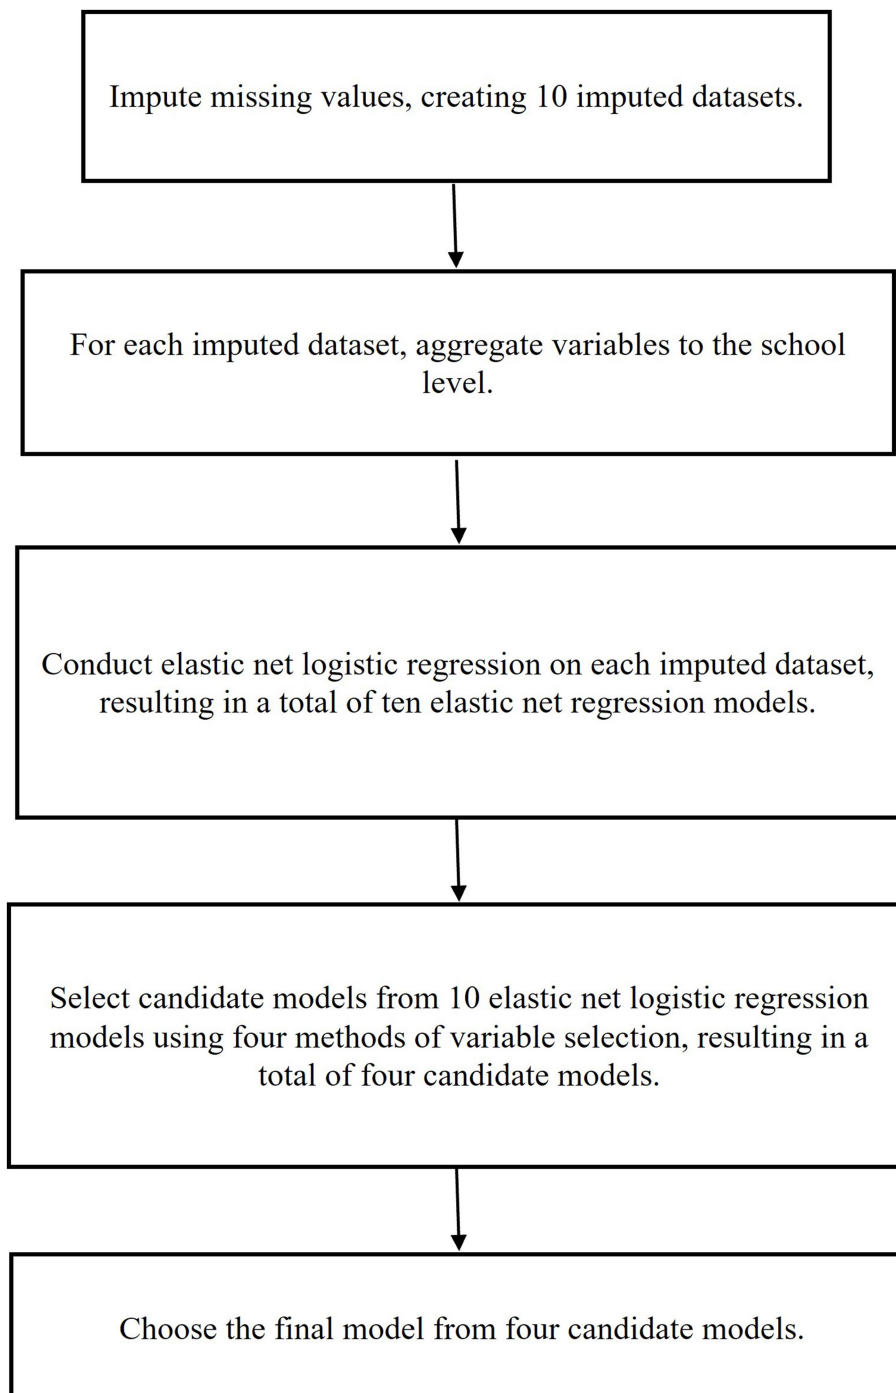 Impute missing values, creating 10 imputed datasets.
For each imputed dataset, aggregate variables to the school
level.
Conduct elastic net logistic regression on each imputed dataset,
resulting in a total of ten elastic net regression models.
Select candidate models from 10 elastic net logistic regression
models using four methods of variable selection, resulting in a
total of four candidate models.
Choose the final model from four candidate models.